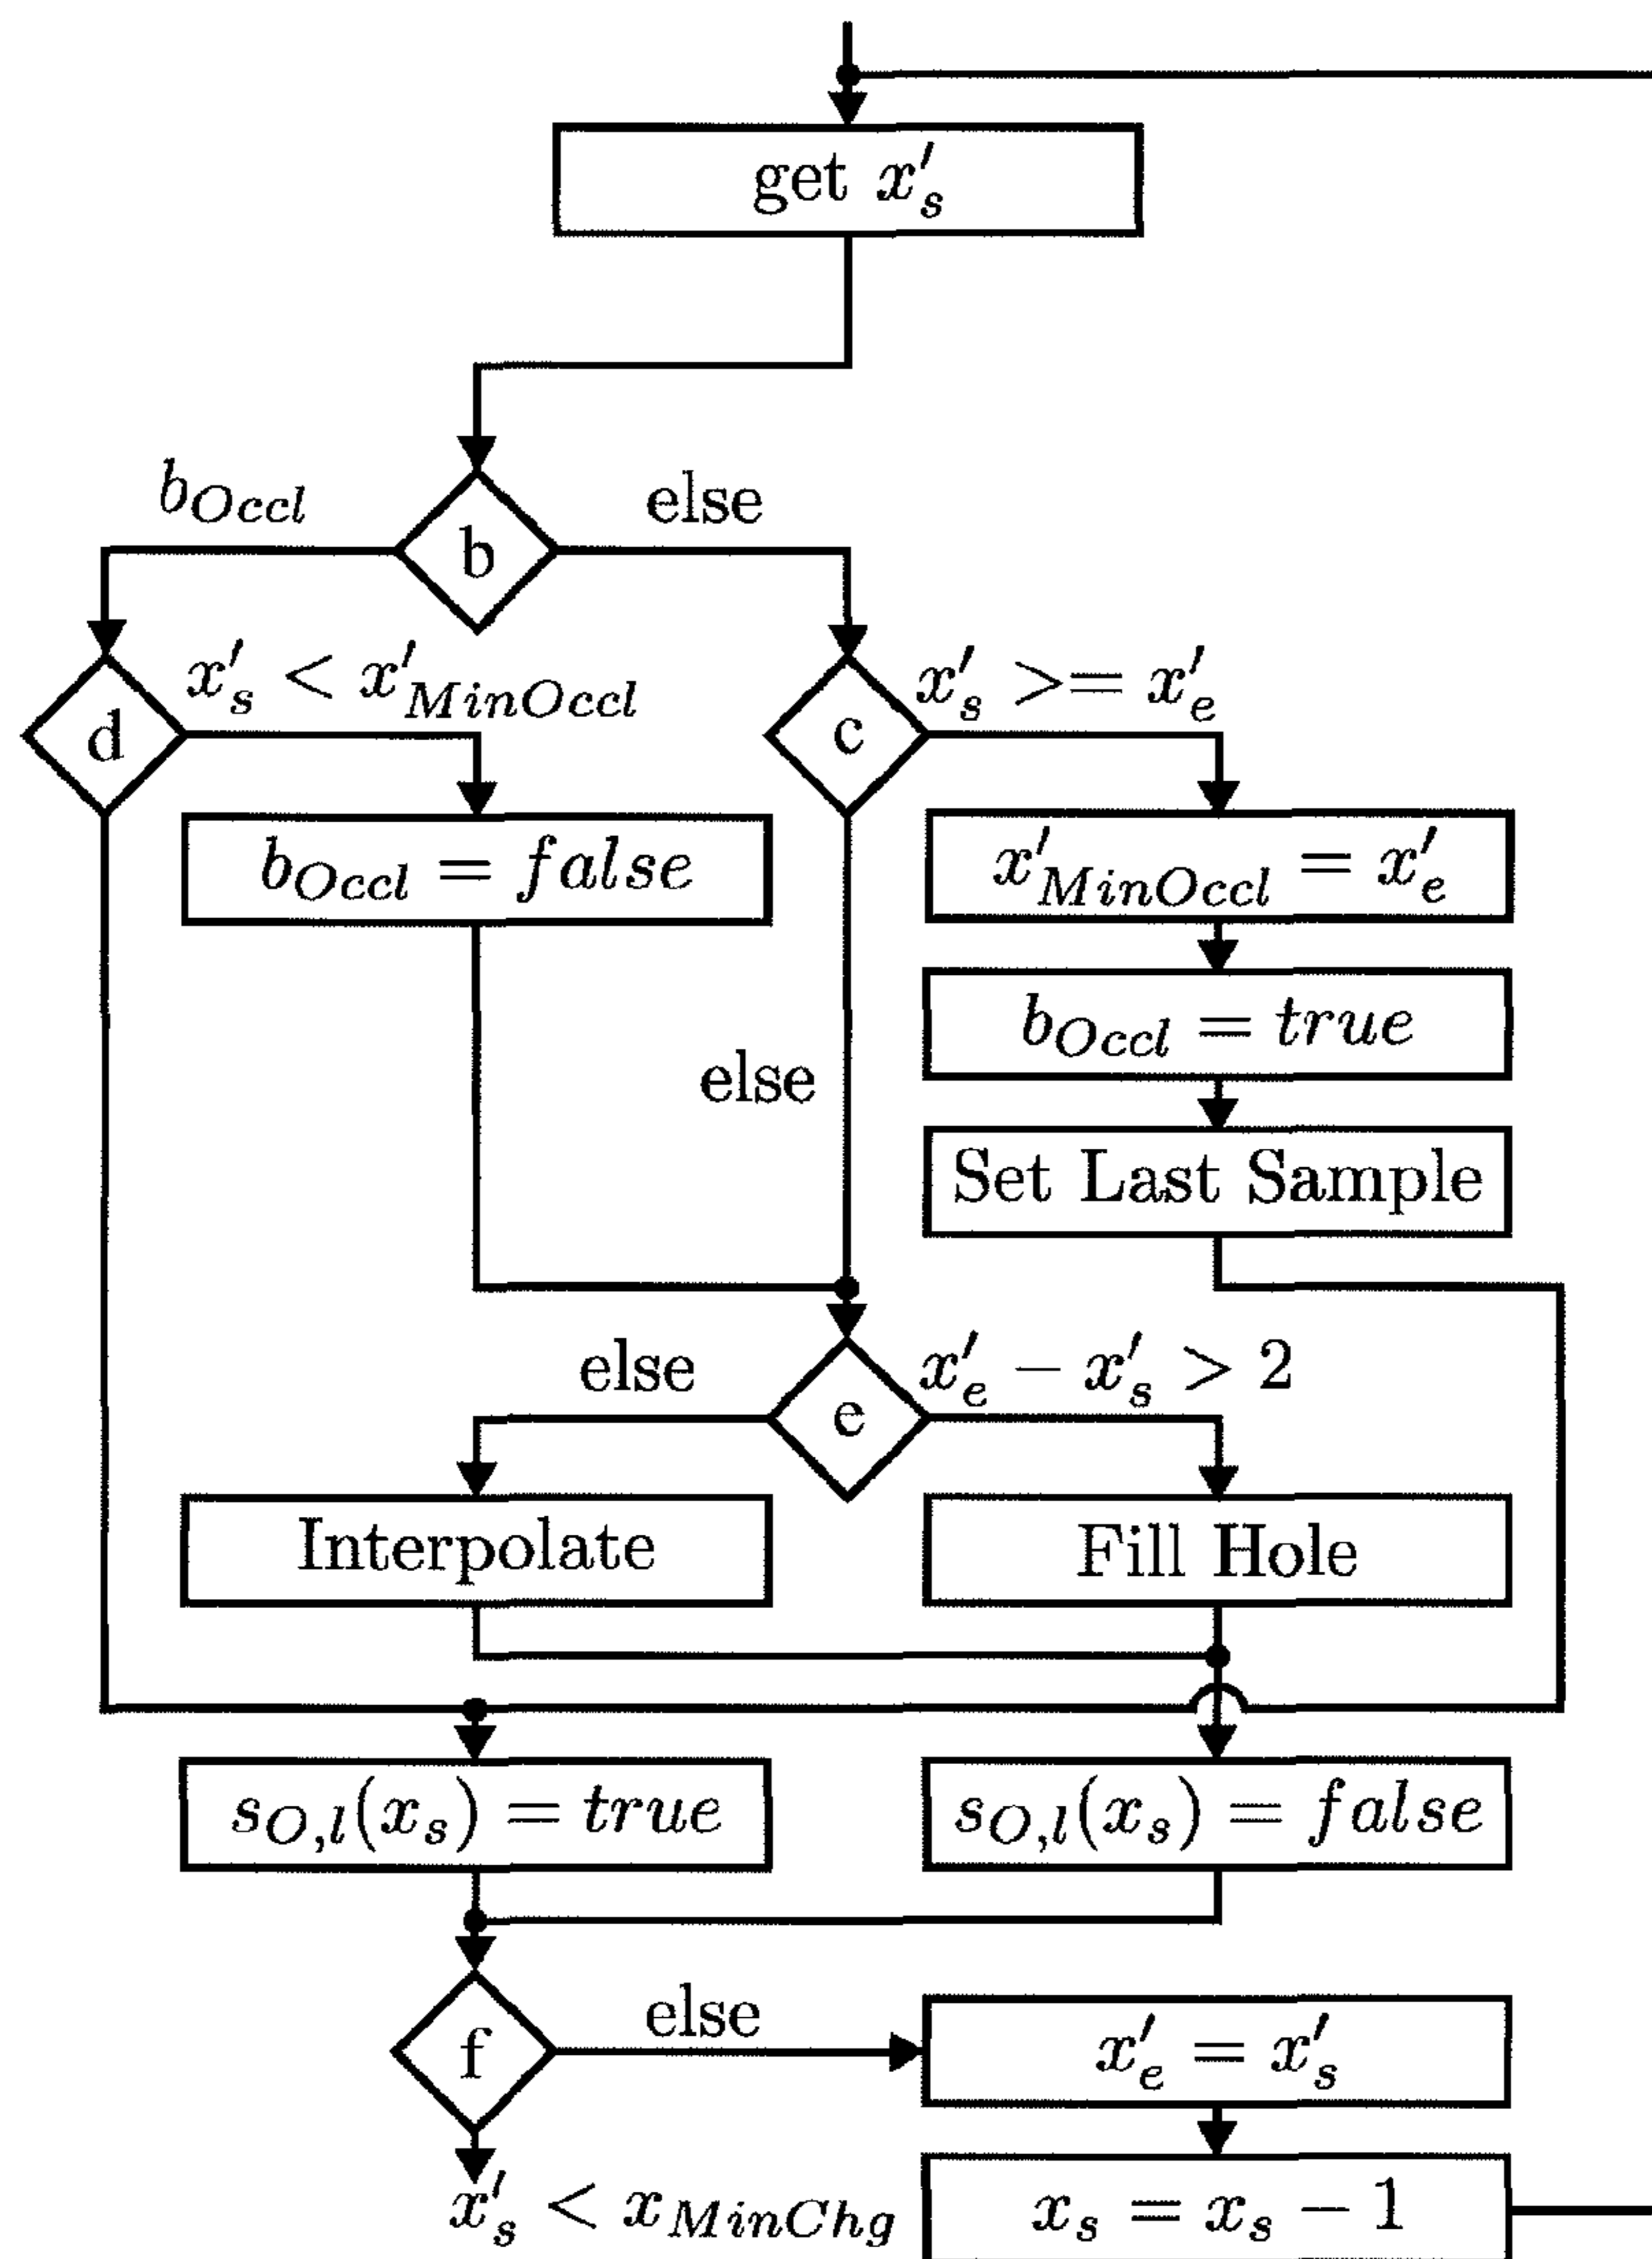 get x′_s
b_Occl
else
b
x′_s < x′_MinOccl
x′_s >= x′_e
d
c
b_Occl = false
x′_MinOccl = x′_e
b_Occl = true
else
Set Last Sample
else
x′_e − x′_s > 2
e
Interpolate
Fill Hole
s_O,l(x_s) = true
s_O,l(x_s) = false
else
f
x′_e = x′_s
x′_s < x_MinChg
x_s = x_s − 1